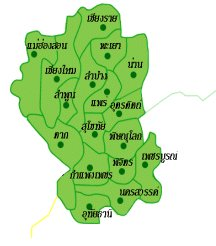 เชียงราย
แม่ฮ่องสอน
พะเยา
น่าน
เชียงใหม่
ลำปาง
ลำพูน
แพร่
อุตรดิตถ์
สุโขทัย
ตาก
พิษณุโลก
เพชรบูรณ์
พิจิตร
กำแพงเพชร
นครสวรรค์
อุทัยธานี